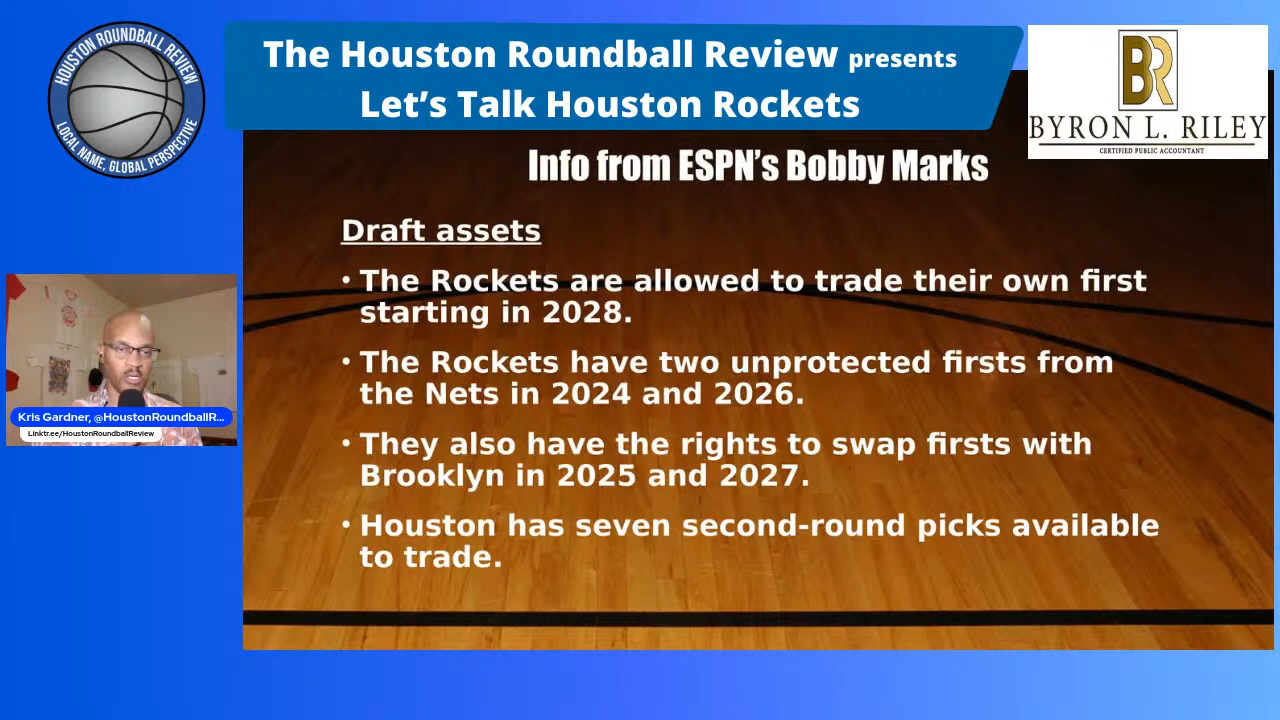 HOUSTON ROUNDBALL REVIEW
LOCAL NAME, GLOBAL PERSPECTIVE
The Houston Roundball Review presents
Let’s Talk Houston Rockets
BR
BYRON L. RILEY
CERTIFIED PUBLIC ACCOUNTANT
Info from ESPN’s Bobby Marks
Draft assets
• The Rockets are allowed to trade their own first
starting in 2028.
• The Rockets have two unprotected firsts from
the Nets in 2024 and 2026.
• They also have the rights to swap firsts with
Brooklyn in 2025 and 2027.
• Houston has seven second-round picks available
to trade.
Kris Gardner, @HoustonRoundballR...
Linktr.ee/HoustonRoundballReview